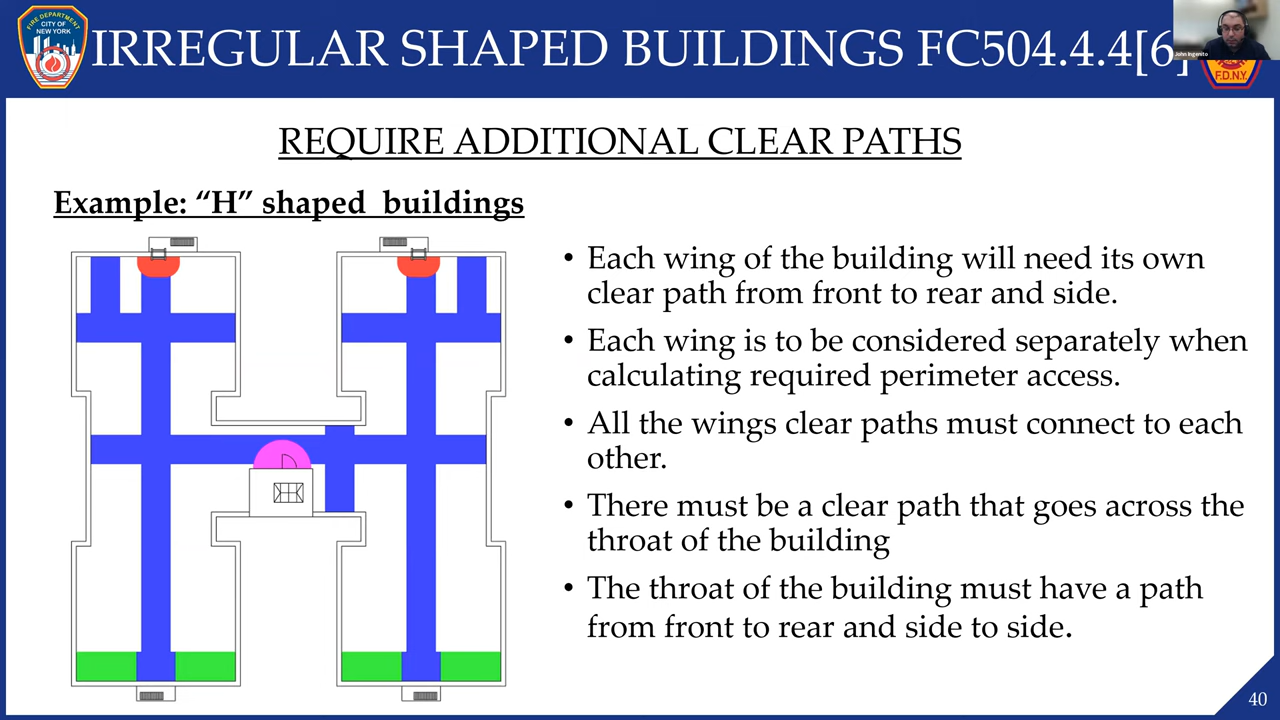 FIRE DEPARTMENT
CITY OF
NEW YORK
IRREGULAR SHAPED BUILDINGS FC504.4.4[6]
John Ingenito
F.D.N.Y.
REQUIRE ADDITIONAL CLEAR PATHS
Example: “H” shaped  buildings
• Each wing of the building will need its own
clear path from front to rear and side.
• Each wing is to be considered separately when
calculating required perimeter access.
• All the wings clear paths must connect to each
other.
• There must be a clear path that goes across the
throat of the building
• The throat of the building must have a path
from front to rear and side to side.
40